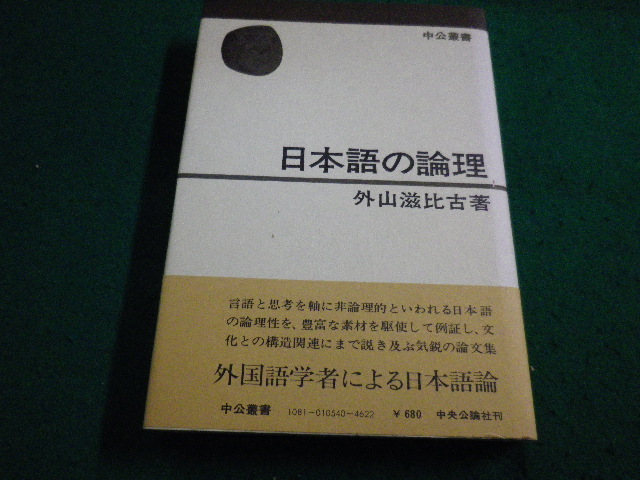 中公叢書
日本語の論理
外山滋比古著
言語と思考を軸に非論理的といわれる日本語
の論理性を、豊富な素材を駆使して例証し、文
化との構造関連にまで説き及ぶ気鋭の論文集
外国語学者による日本語論
中公叢書 1081-010540-4622 ¥680 中央公論社刊